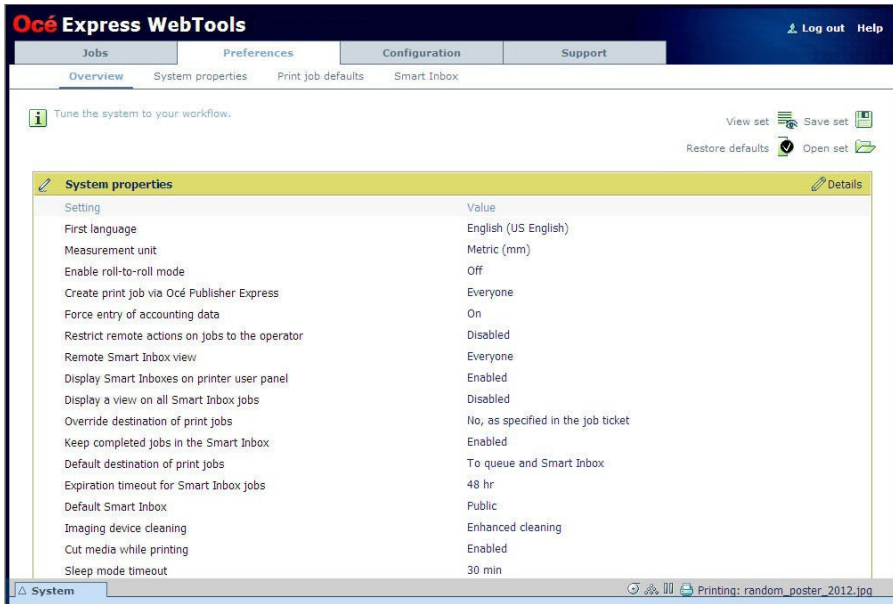 Océ Express WebTools
Log out Help
Jobs Preferences Configuration Support
Overview System properties Print job defaults Smart Inbox
i Tune the system to your workflow.
View set Save set
Restore defaults Open set
System properties Details
Setting Value
First language English (US English)
Measurement unit Metric (mm)
Enable roll-to-roll mode Off
Create print job via Océ Publisher Express Everyone
Force entry of accounting data On
Restrict remote actions on jobs to the operator Disabled
Remote Smart Inbox view Everyone
Display Smart Inboxes on printer user panel Enabled
Display a view on all Smart Inbox jobs Disabled
Override destination of print jobs No, as specified in the job ticket
Keep completed jobs in the Smart Inbox Enabled
Default destination of print jobs To queue and Smart Inbox
Expiration timeout for Smart Inbox jobs 48 hr
Default Smart Inbox Public
Imaging device cleaning Enhanced cleaning
Cut media while printing Enabled
Sleep mode timeout 30 min
System Printing: random_poster_2012.jpg